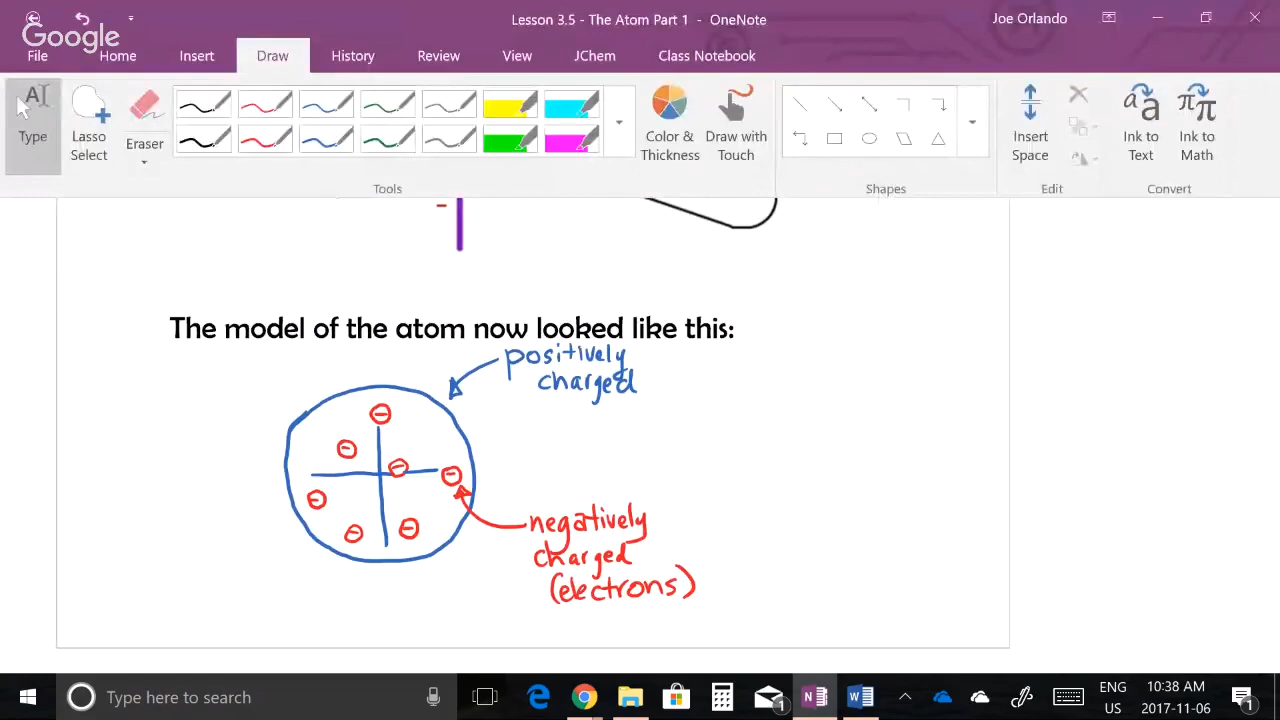 Lesson 3.5 - The Atom Part 1 - OneNote
Joe Orlando
Google
File Home Insert Draw History Review View JChem Class Notebook
Type
Lasso Select
Eraser
Color & Thickness
Draw with Touch
Insert Space
Ink to Text
Ink to Math
Tools
Shapes
Edit
Convert
The model of the atom now looked like this:
positively
charged
negatively
charged
(electrons)
Type here to search
ENG
US
10:38 AM
2017-11-06